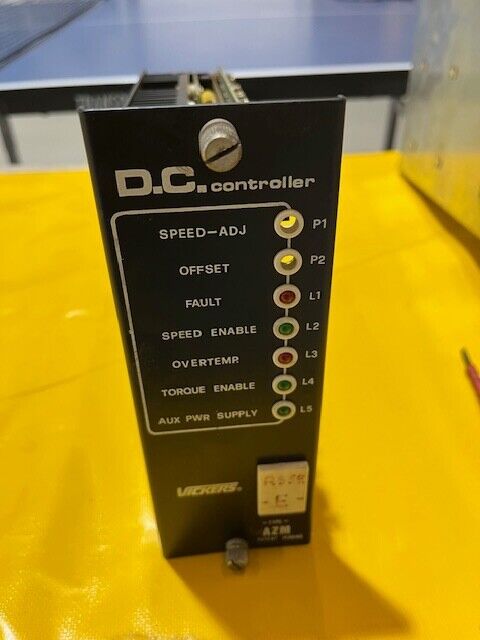 D.C. controller
SPEED-ADJ P1
OFFSET P2
FAULT L1
SPEED ENABLE L2
OVERTEMP. L3
TORQUE ENABLE L4
AUX PWR SUPPLY L5
VICKERS®
AZM